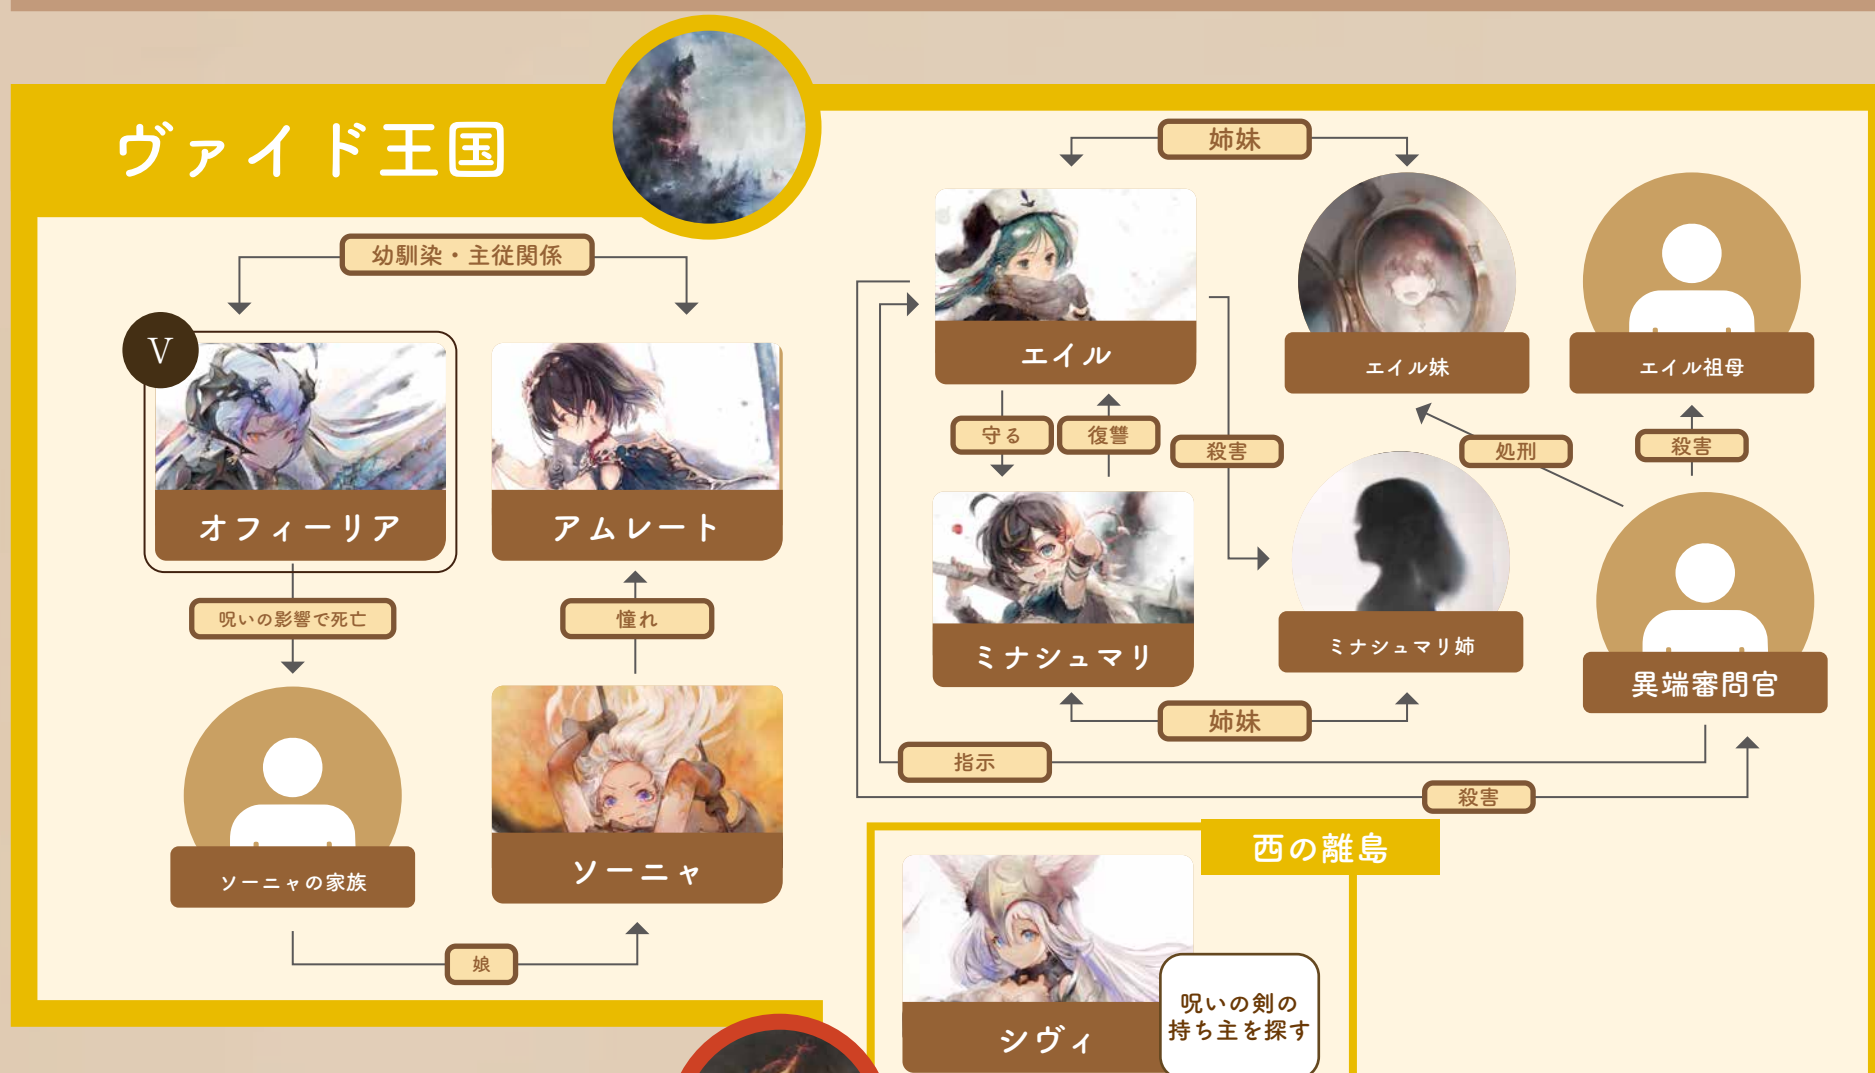 ヴァイド王国
幼馴染・主従関係
V
オフィーリア
アムレート
呪いの影響で死亡
憧れ
ソーニャの家族
ソーニャ
娘
姉妹
エイル
エイル妹
エイル祖母
守る
復讐
殺害
処刑
殺害
ミナシュマリ
ミナシュマリ姉
異端審問官
姉妹
指示
殺害
西の離島
シヴィ
呪いの剣の
持ち主を探す